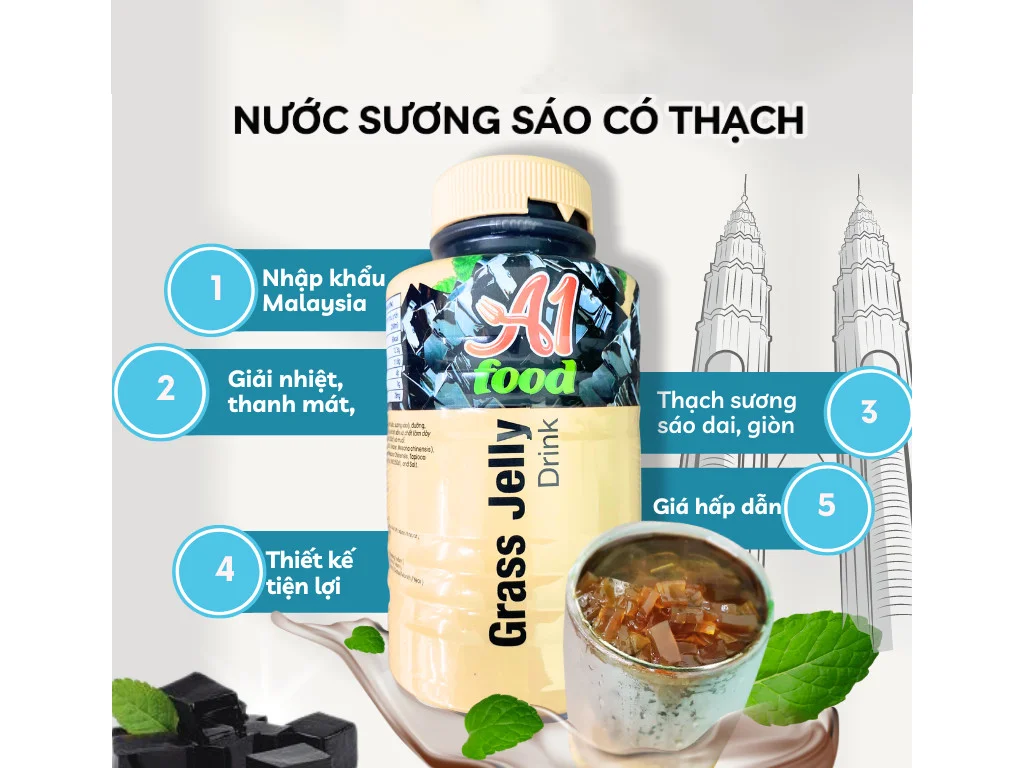 NƯỚC SƯƠNG SÁO CÓ THẠCH
1
Nhập khẩu
Malaysia
2
Giải nhiệt,
thanh mát,
A1
food
Grass Jelly
Drink
Thạch sương
sáo dai, giòn
3
Giá hấp dẫn
5
4
Thiết kế
tiện lợi